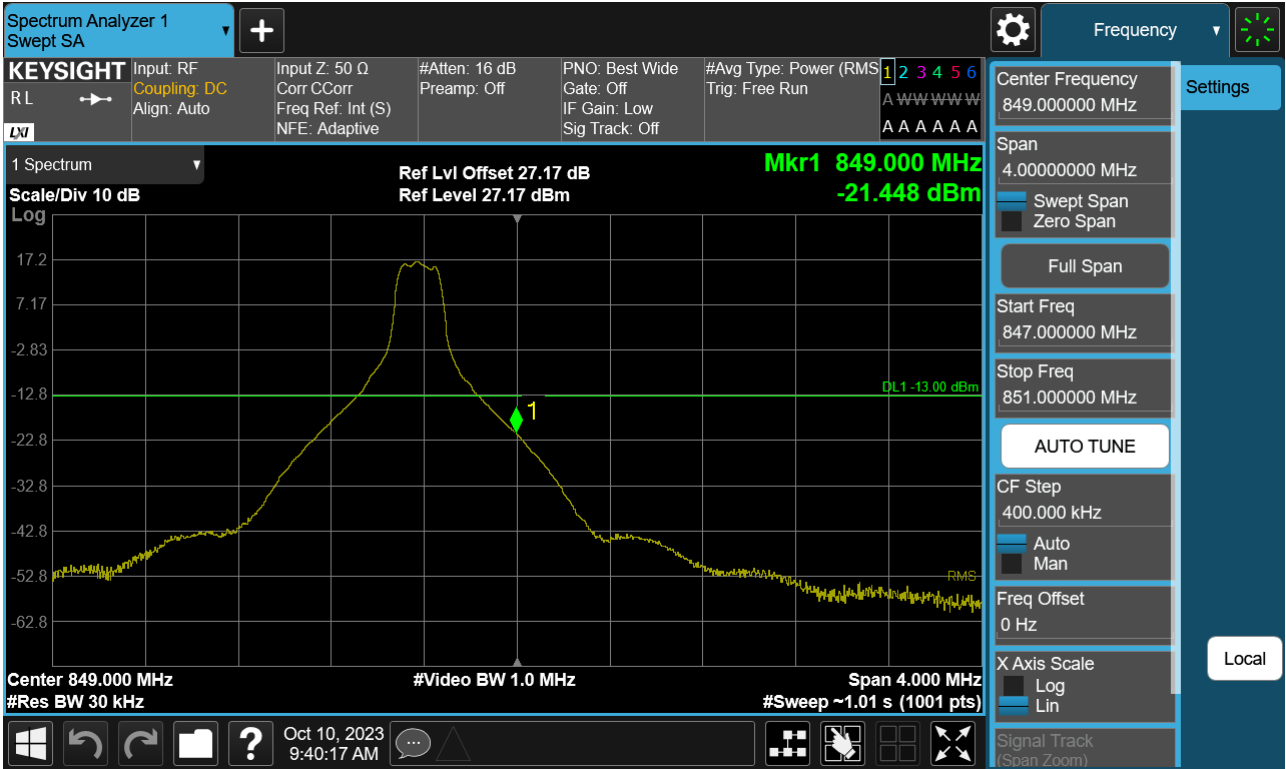 Spectrum Analyzer 1
Swept SA
Frequency
KEYSIGHT
R L
LXI
Input: RF
Coupling: DC
Align: Auto
Input Z: 50 Ω
Corr CCorr
Freq Ref: Int (S)
NFE: Adaptive
#Atten: 16 dB
Preamp: Off
PNO: Best Wide
Gate: Off
IF Gain: Low
Sig Track: Off
#Avg Type: Power (RMS
Trig: Free Run
1 2 3 4 5 6
A W W W W W
A A A A A A
1 Spectrum
Scale/Div 10 dB
Log
Ref Lvl Offset 27.17 dB
Ref Level 27.17 dBm
Mkr1 849.000 MHz
-21.448 dBm
17.2
7.17
-2.83
-12.8
-22.8
-32.8
-42.8
-52.8
-62.8
DL1 -13.00 dBm
1
RMS
Center 849.000 MHz
#Video BW 1.0 MHz
Span 4.000 MHz
#Res BW 30 kHz
#Sweep ~1.01 s (1001 pts)
Center Frequency
849.000000 MHz
Settings
Span
4.00000000 MHz
Swept Span
Zero Span
Full Span
Start Freq
847.000000 MHz
Stop Freq
851.000000 MHz
AUTO TUNE
CF Step
400.000 kHz
Auto
Man
Freq Offset
0 Hz
X Axis Scale
Log
Lin
Local
Signal Track
(Span Zoom)
?
Oct 10, 2023
9:40:17 AM